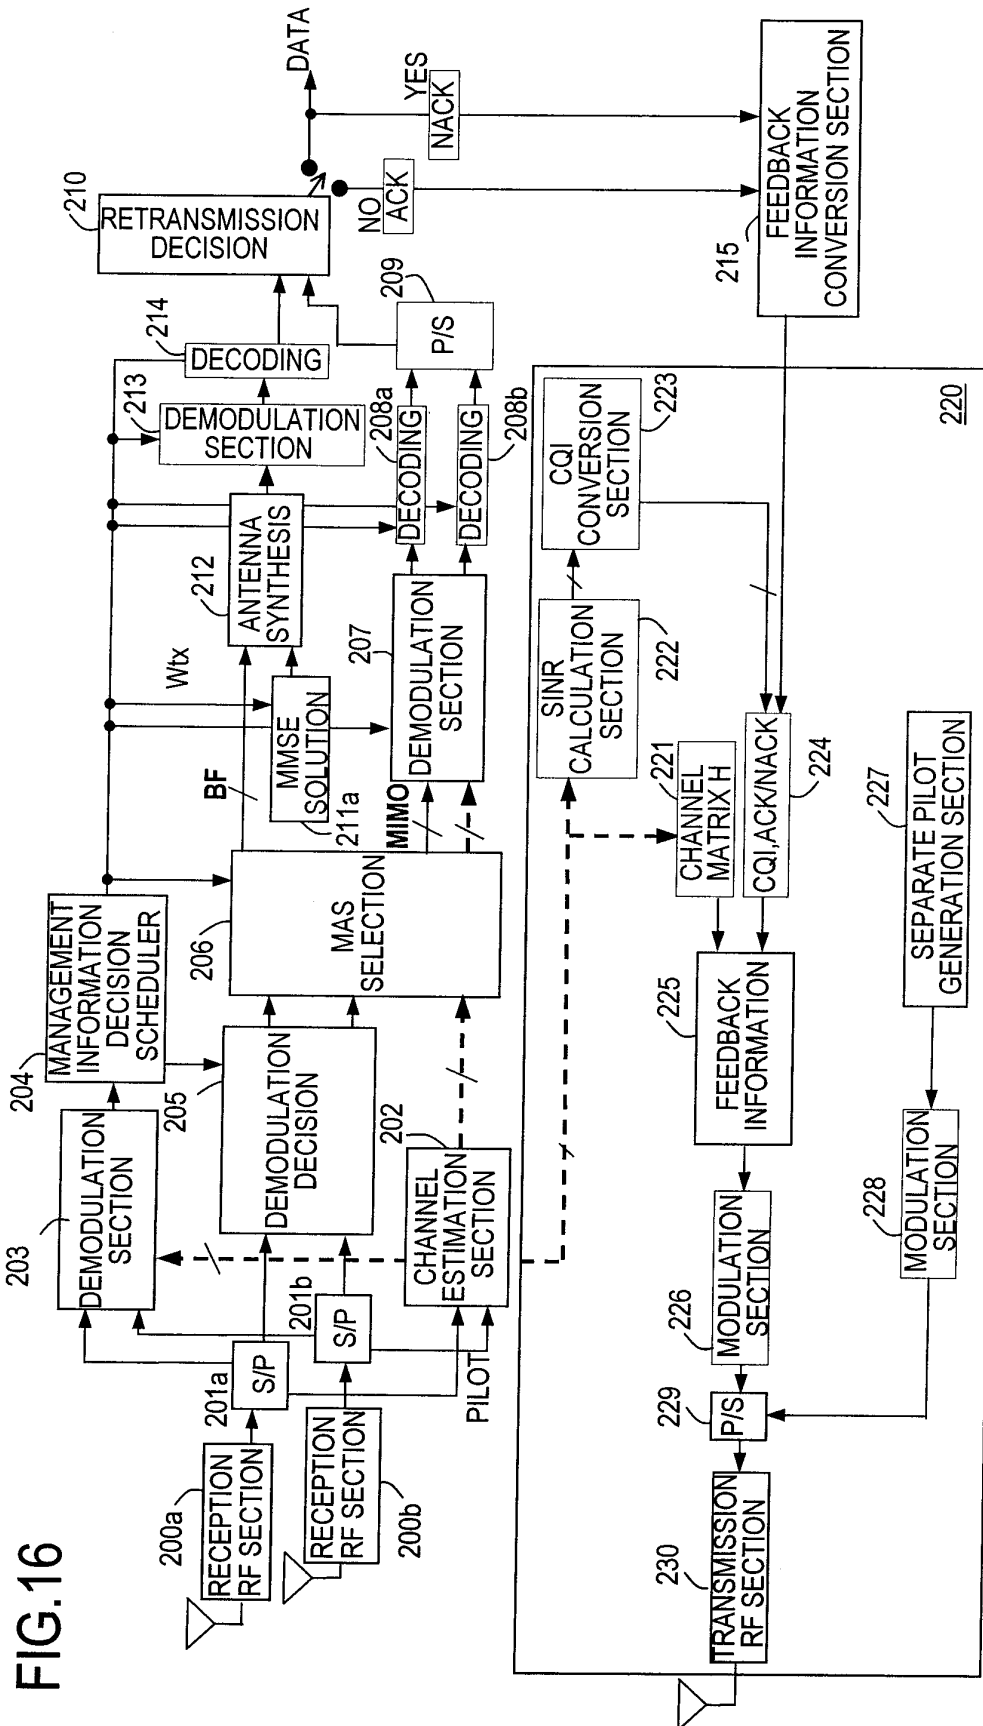 FIG.16
200a
RECEPTION
RF SECTION
RECEPTION
RF SECTION
200b
201a
S/P
201b
S/P
PILOT
203
DEMODULATION
SECTION
204
MANAGEMENT
INFORMATION
DECISION
SCHEDULER
205
DEMODULATION
DECISION
202
CHANNEL
ESTIMATION
SECTION
206
MAS
SELECTION
BF
Wtx
MMSE
SOLUTION
211a
MIMO
212
ANTENNA
SYNTHESIS
207
DEMODULATION
SECTION
213
DEMODULATION
SECTION
214
DECODING
208a
DECODING
DECODING
208b
209
P/S
210
RETRANSMISSION
DECISION
DATA
NO
ACK
YES
NACK
215
FEEDBACK
INFORMATION
CONVERSION SECTION
220
SINR
CALCULATION
SECTION
222
CQI
CONVERSION
SECTION
223
221
CHANNEL
MATRIX H
CQI,ACK/NACK
224
225
FEEDBACK
INFORMATION
226
MODULATION
SECTION
227
SEPARATE PILOT
GENERATION SECTION
228
MODULATION
SECTION
229
P/S
230
TRANSMISSION
RF SECTION